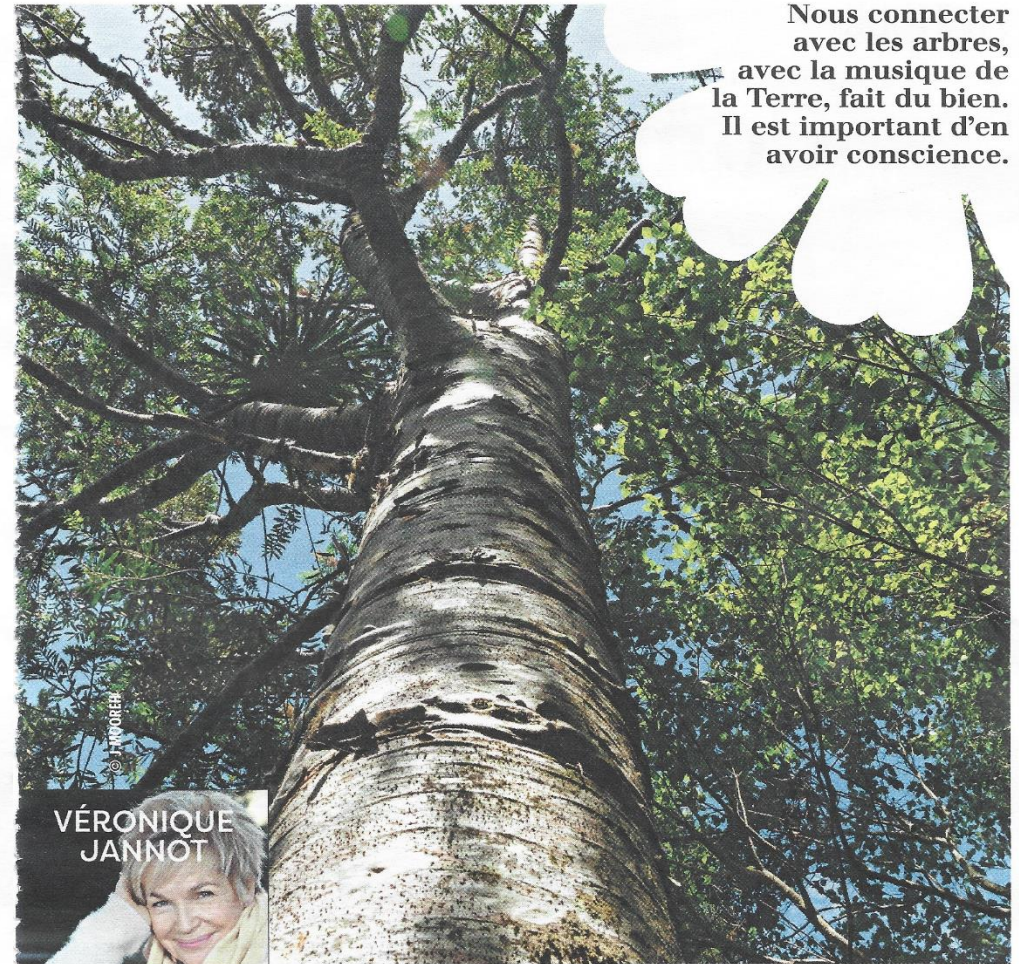 Nous connecter
avec les arbres,
avec la musique de
la Terre, fait du bien.
Il est important d'en
avoir conscience.
© J MOOREH
VÉRONIQUE
JANNOT